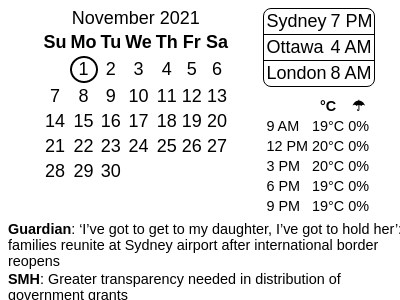 November 2021
Su Mo Tu We Th Fr Sa
1 2 3 4 5 6
7 8 9 10 11 12 13
14 15 16 17 18 19 20
21 22 23 24 25 26 27
28 29 30
Sydney 7 PM
Ottawa 4 AM
London 8 AM
°C ☂
9 AM 19°C 0%
12 PM 20°C 0%
3 PM 20°C 0%
6 PM 19°C 0%
9 PM 19°C 0%
Guardian: ‘I’ve got to get to my daughter, I’ve got to hold her’:
families reunite at Sydney airport after international border
reopens
SMH: Greater transparency needed in distribution of
government grants